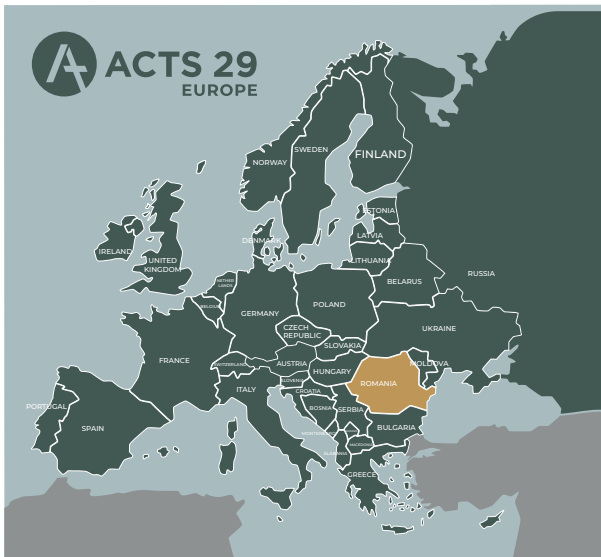 ACTS 29
EUROPE
FINLAND
SWEDEN
NORWAY
ESTONIA
LATVIA
DENMARK
LITHUANIA
IRELAND
UNITED
KINGDOM
BELARUS
RUSSIA
NETHER
LANDS
POLAND
BELGIUM
GERMANY
UKRAINE
CZECH
REPUBLIC
SLOVAKIA
FRANCE
SWITZERLAND
AUSTRIA
MOLDOVA
HUNGARY
SLOVENIA
ROMANIA
ITALY
CROATIA
PORTUGAL
BOSNIA
SERBIA
SPAIN
BULGARIA
MONTENEGRO
MACEDONIA
ALBANIA
GREECE